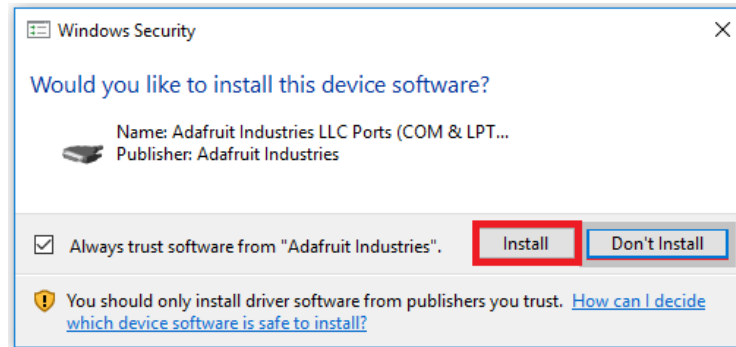 Windows Security
Would you like to install this device software?
Name: Adafruit Industries LLC Ports (COM & LPT...
Publisher: Adafruit Industries
Always trust software from "Adafruit Industries".
Install
Don't Install
You should only install driver software from publishers you trust. How can I decide
which device software is safe to install?